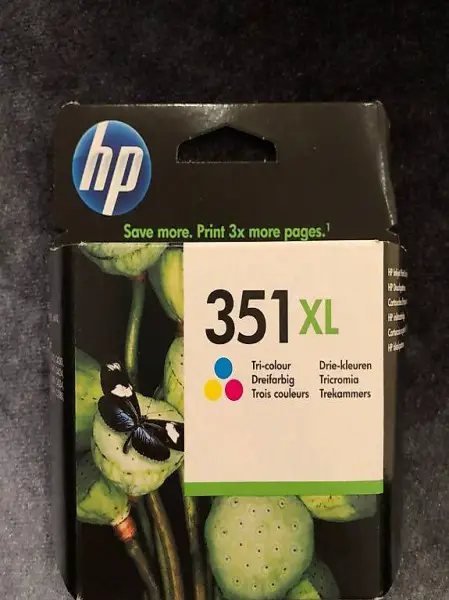 hp
Save more. Print 3x more pages.¹
351XL
Tri-colour Drie-kleuren
Dreifarbig Tricromia
Trois couleurs Trekammers